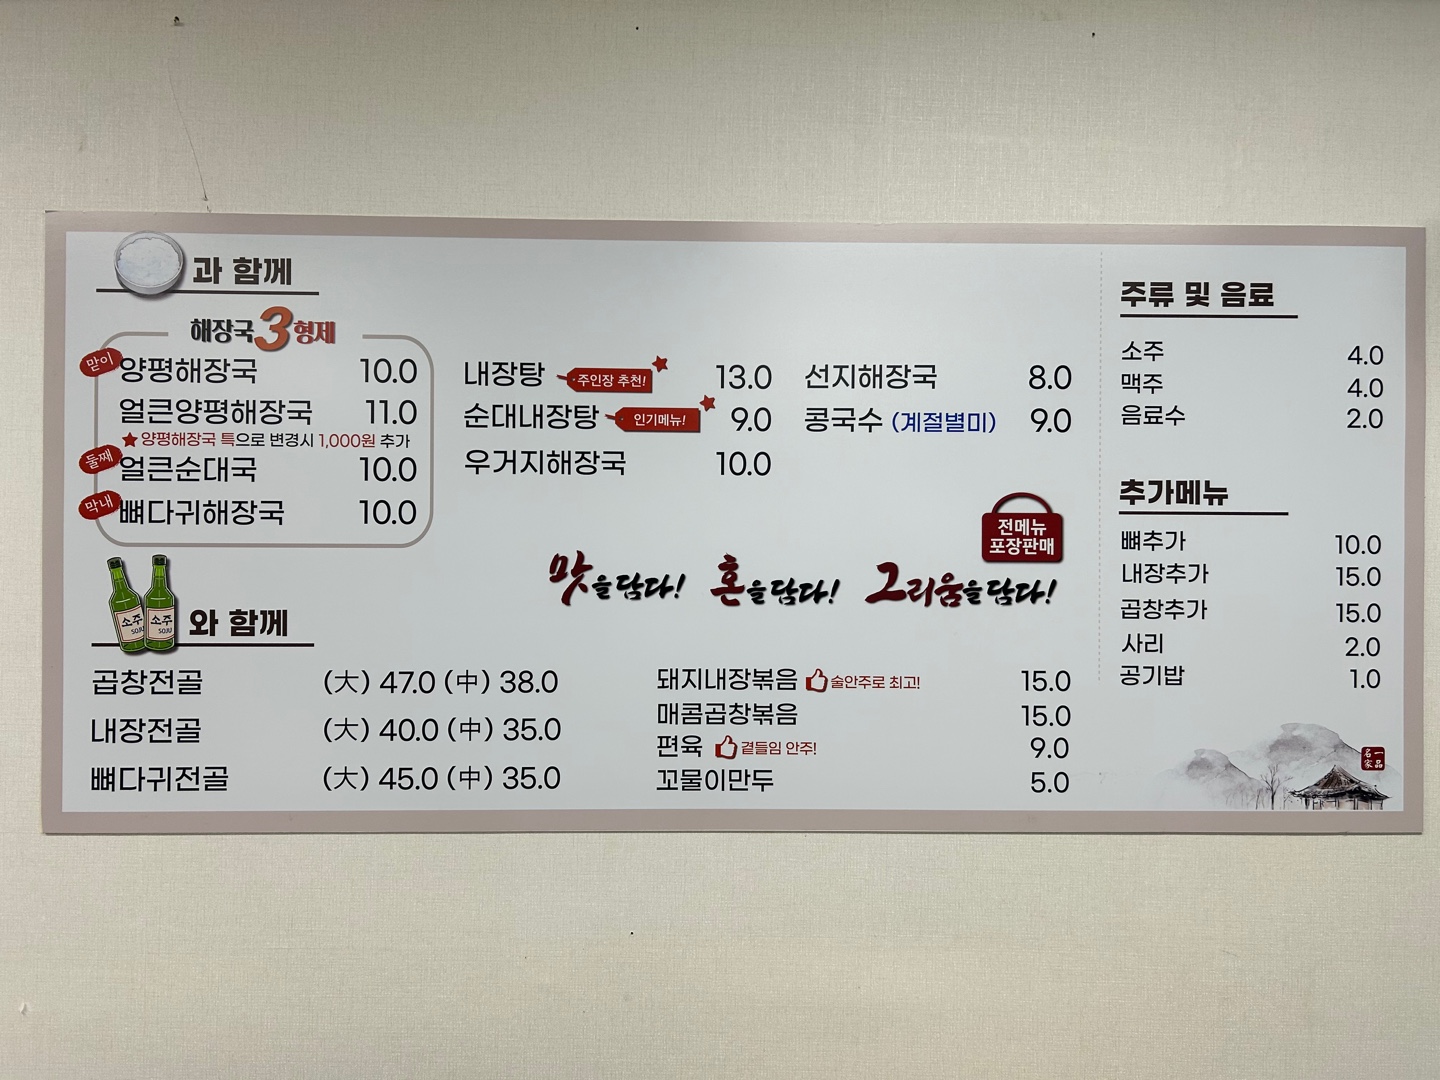 과 함께
해장국3형제
맏이 양평해장국 10.0
얼큰양평해장국 11.0
★양평해장국 특으로 변경시 1,000원 추가
둘째 얼큰순대국 10.0
막내 뼈다귀해장국 10.0
내장탕 주인장 추천! 13.0
순대내장탕 인기메뉴! 9.0
우거지해장국 10.0
선지해장국 8.0
콩국수 (계절별미) 9.0
전메뉴
포장판매
맛을담다! 혼을담다! 그리움을담다!
소주 SOJU
소주 SOJU
와 함께
곱창전골 (大) 47.0 (中) 38.0
내장전골 (大) 40.0 (中) 35.0
뼈다귀전골 (大) 45.0 (中) 35.0
돼지내장볶음 술안주로 최고! 15.0
매콤곱창볶음 15.0
편육 곁들임 안주! 9.0
꼬물이만두 5.0
주류 및 음료
소주 4.0
맥주 4.0
음료수 2.0
추가메뉴
뼈추가 10.0
내장추가 15.0
곱창추가 15.0
사리 2.0
공기밥 1.0
一品
名家